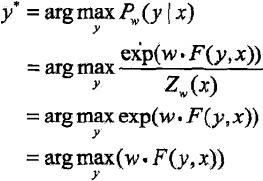 y* = arg max_y P_w(y | x)
= arg max_y exp(w · F(y, x)) / Z_w(x)
= arg max_y exp(w · F(y, x))
= arg max_y (w · F(y, x))